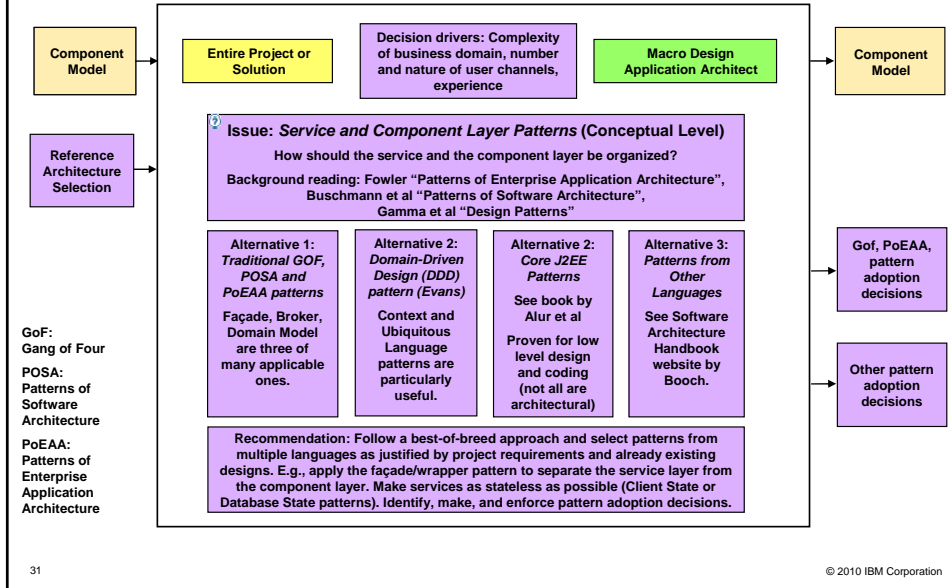 Component
Model
Entire Project or
Solution
Decision drivers: Complexity
of business domain, number
and nature of user channels,
experience
Macro Design
Application Architect
Component
Model
Reference
Architecture
Selection
Issue: Service and Component Layer Patterns (Conceptual Level)
How should the service and the component layer be organized?
Background reading: Fowler “Patterns of Enterprise Application Architecture”,
Buschmann et al “Patterns of Software Architecture”,
Gamma et al “Design Patterns”
Alternative 1:
Traditional GOF,
POSA and
PoEAA patterns
Façade, Broker,
Domain Model
are three of
many applicable
ones.
Alternative 2:
Domain-Driven
Design (DDD)
pattern (Evans)
Context and
Ubiquitous
Language
patterns are
particularly
useful.
Alternative 2:
Core J2EE
Patterns
See book by
Alur et al
Proven for low
level design
and coding
(not all are
architectural)
Alternative 3:
Patterns from
Other
Languages
See Software
Architecture
Handbook
website by
Booch.
Gof, PoEAA,
pattern
adoption
decisions
Other pattern
adoption
decisions
GoF:
Gang of Four
POSA:
Patterns of
Software
Architecture
PoEAA:
Patterns of
Enterprise
Application
Architecture
Recommendation: Follow a best-of-breed approach and select patterns from
multiple languages as justified by project requirements and already existing
designs. E.g., apply the façade/wrapper pattern to separate the service layer from
the component layer. Make services as stateless as possible (Client State or
Database State patterns). Identify, make, and enforce pattern adoption decisions.
31
© 2010 IBM Corporation